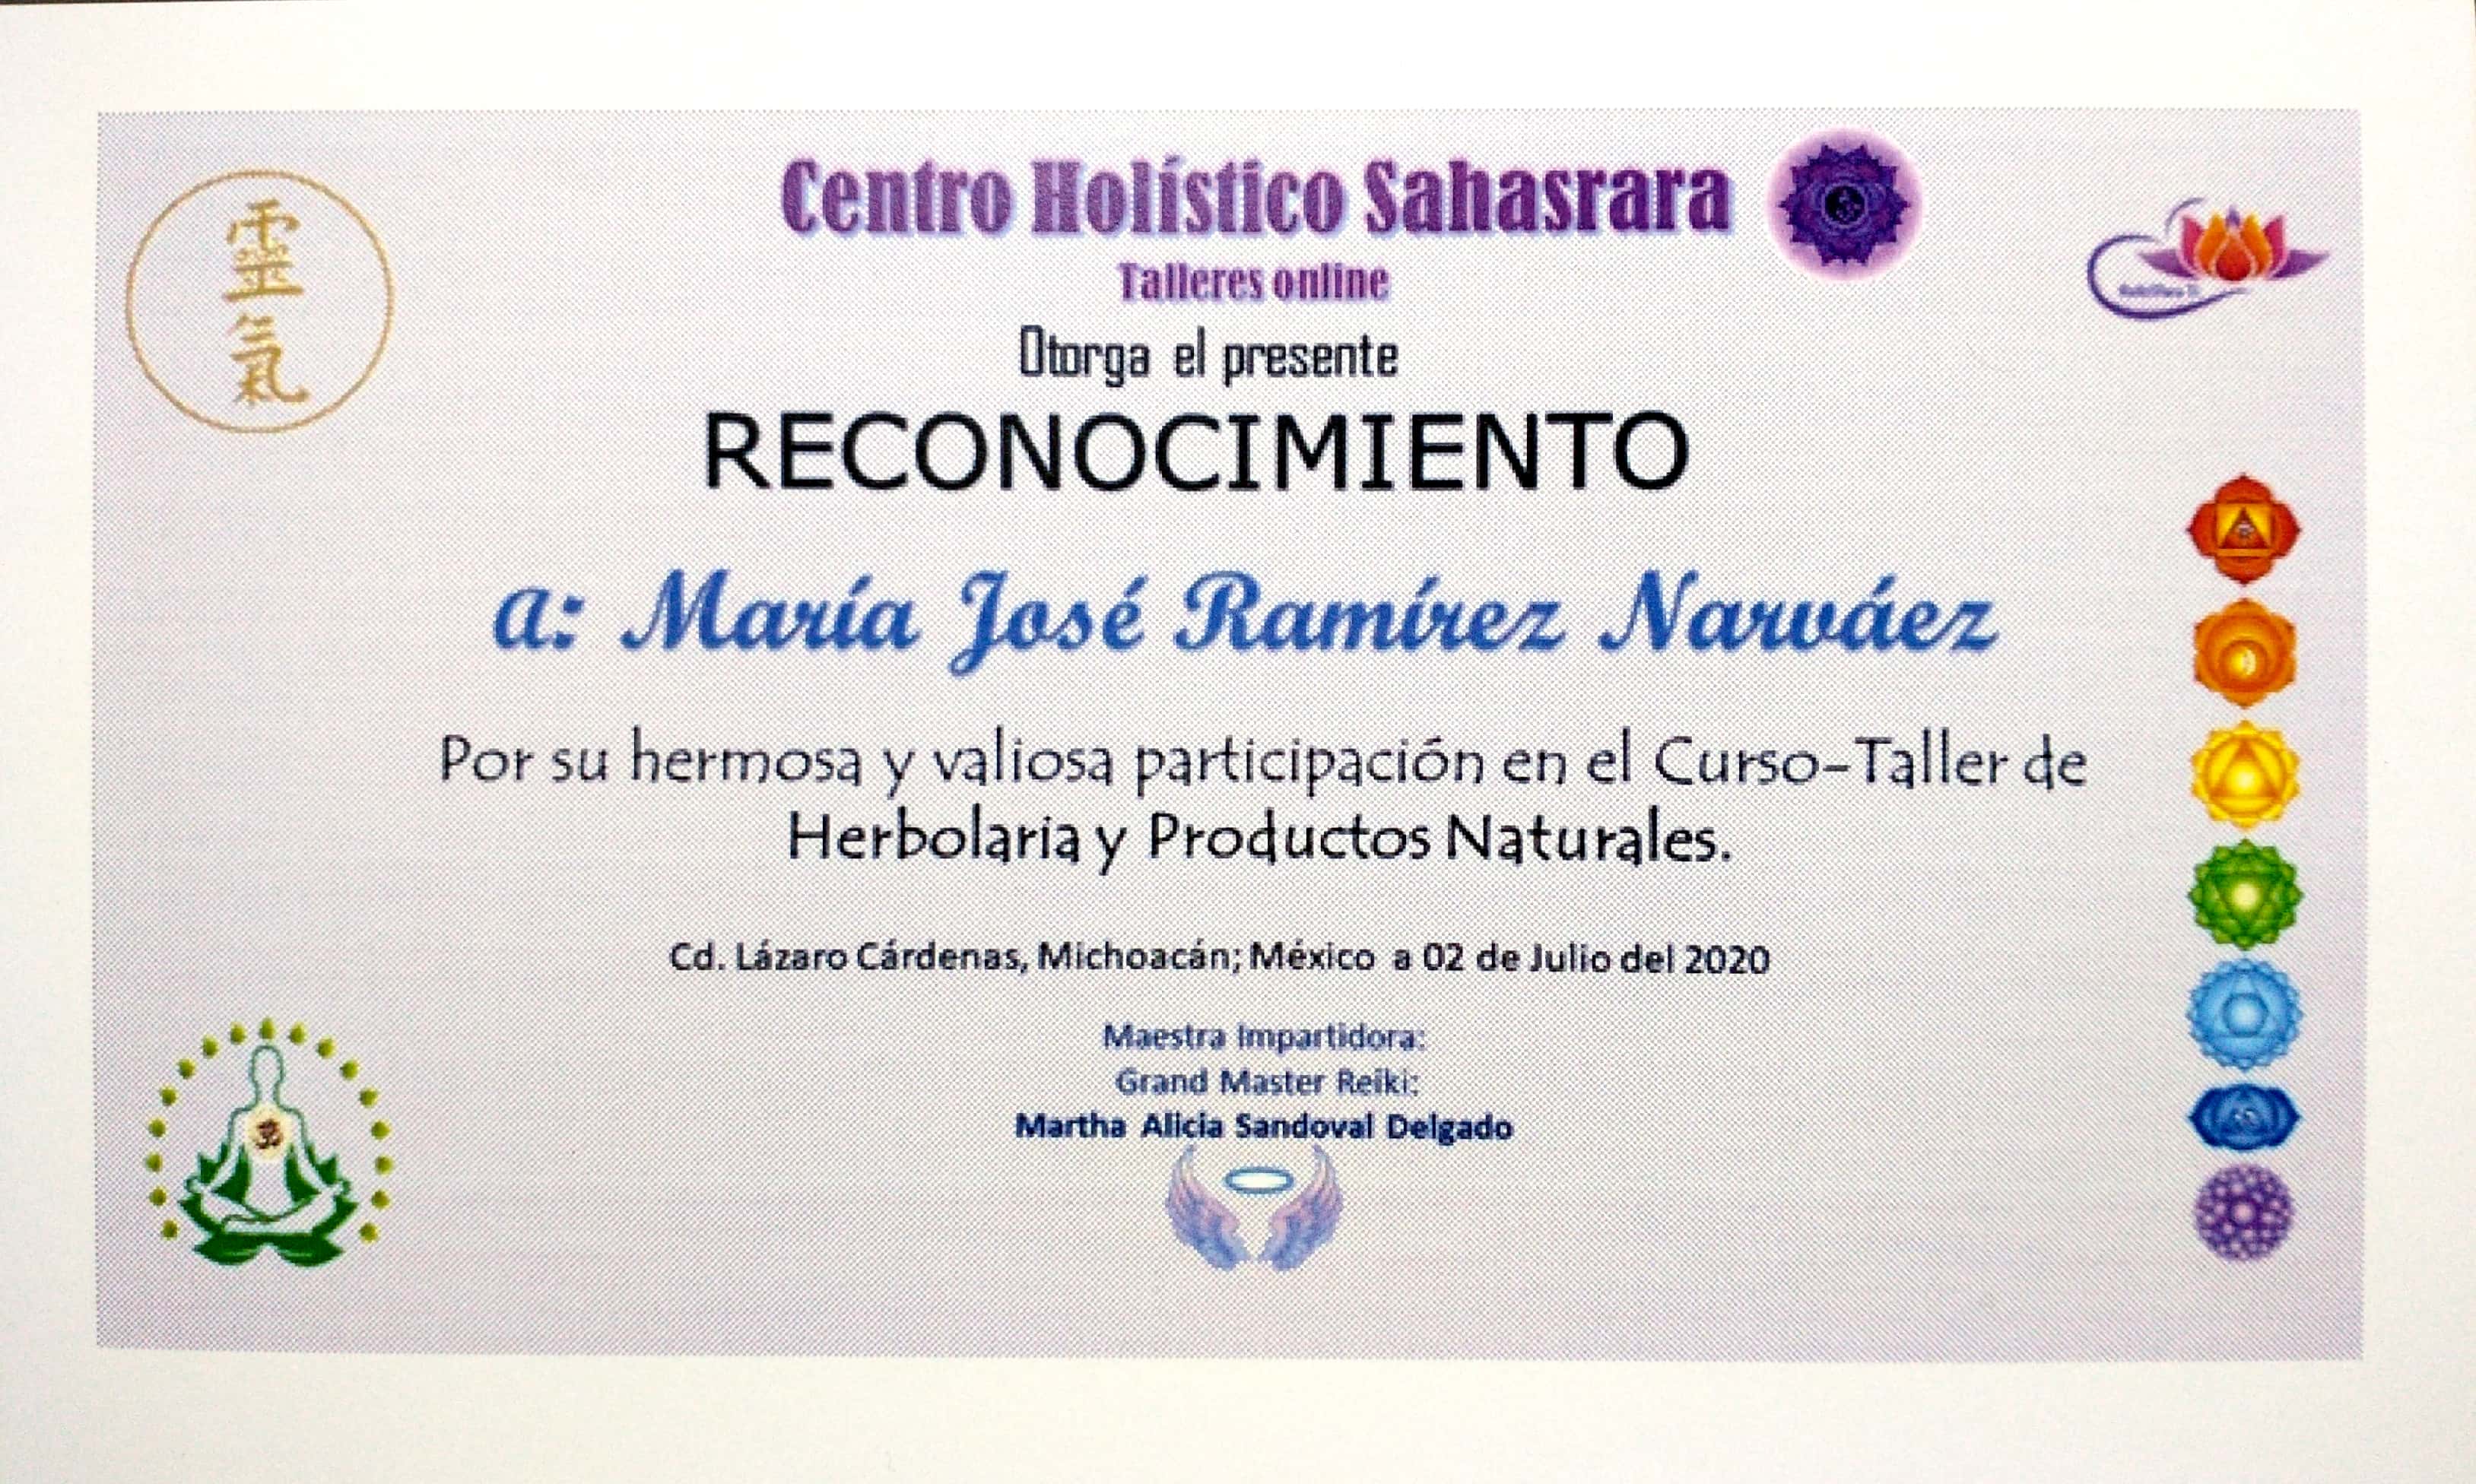 靈氣
Centro Holístico Sahasrara
Talleres online
Otorga el presente
RECONOCIMIENTO
a: María José Ramírez Narváez
Por su hermosa y valiosa participación en el Curso-Taller de
Herbolaria y Productos Naturales.
Cd. Lázaro Cárdenas, Michoacán; México a 02 de Julio del 2020
Maestra Impartidora:
Grand Master Reiki:
Martha Alicia Sandoval Delgado
ॐ